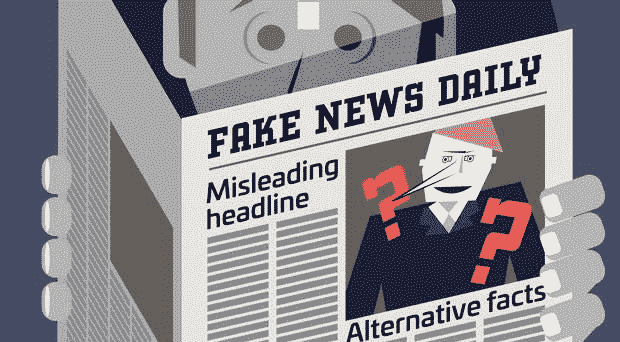 FAKE NEWS DAILY
Misleading
headline
?
?
Alternative facts